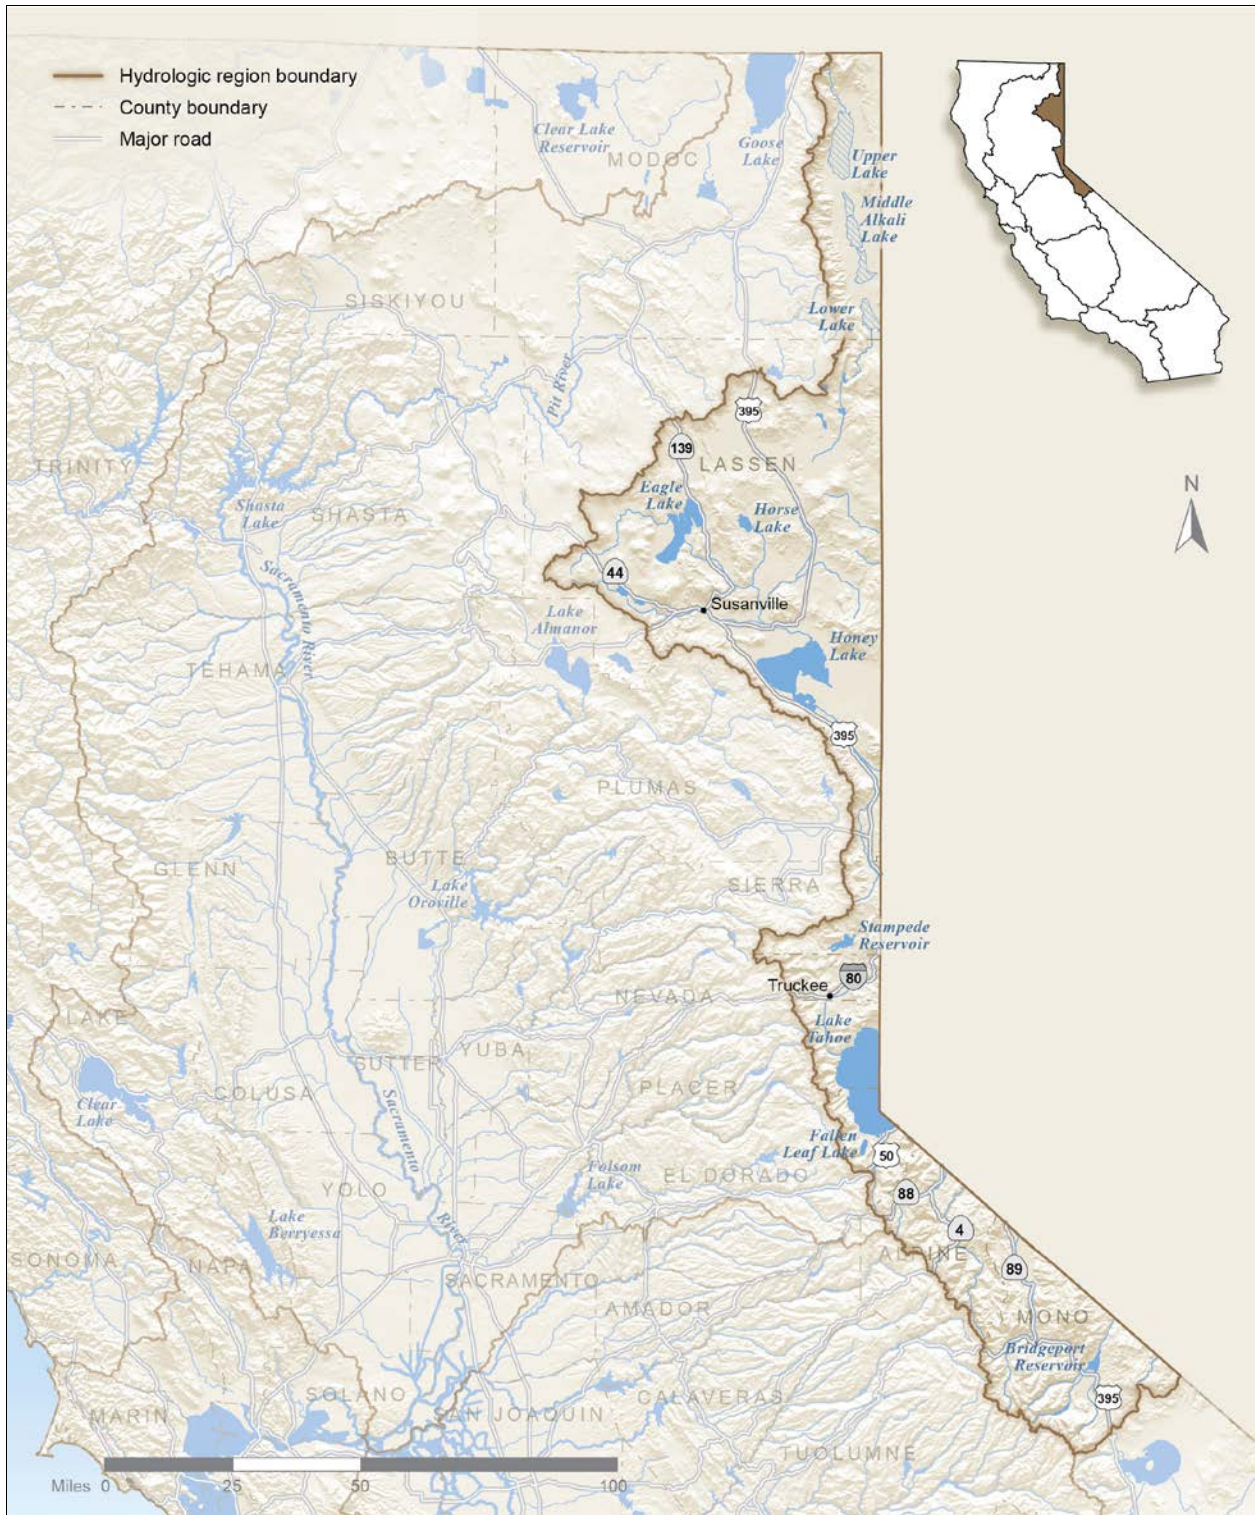 Hydrologic region boundary
County boundary
Major road
Clear Lake
Reservoir
MODOC
Goose
Lake
Upper
Lake
Middle
Alkali
Lake
SISKIYOU
Lower
Lake
Pit River
395
139
LASSEN
TRINITY
Eagle
Lake
Horse
Lake
N
Shasta
Lake
SHASTA
44
Susanville
Sacramento River
Lake
Almanor
Honey
Lake
TEHAMA
395
PLUMAS
BUTTE
GLENN
Lake
Oroville
SIERRA
Stampede
Reservoir
80
Truckee
NEVADA
LAKE
Lake
Tahoe
SUTTER
YUBA
COLUSA
PLACER
Clear
Lake
Sacramento
River
Fallen
Leaf Lake
50
Folsom
Lake
EL DORADO
YOLO
88
Lake
Berryessa
4
SONOMA
NAPA
ALPINE
89
SACRAMENTO
AMADOR
MONO
Bridgeport
Reservoir
SOLANO
CALAVERAS
395
MARIN
SAN JOAQUIN
TUOLUMNE
Miles 0 25 50 100